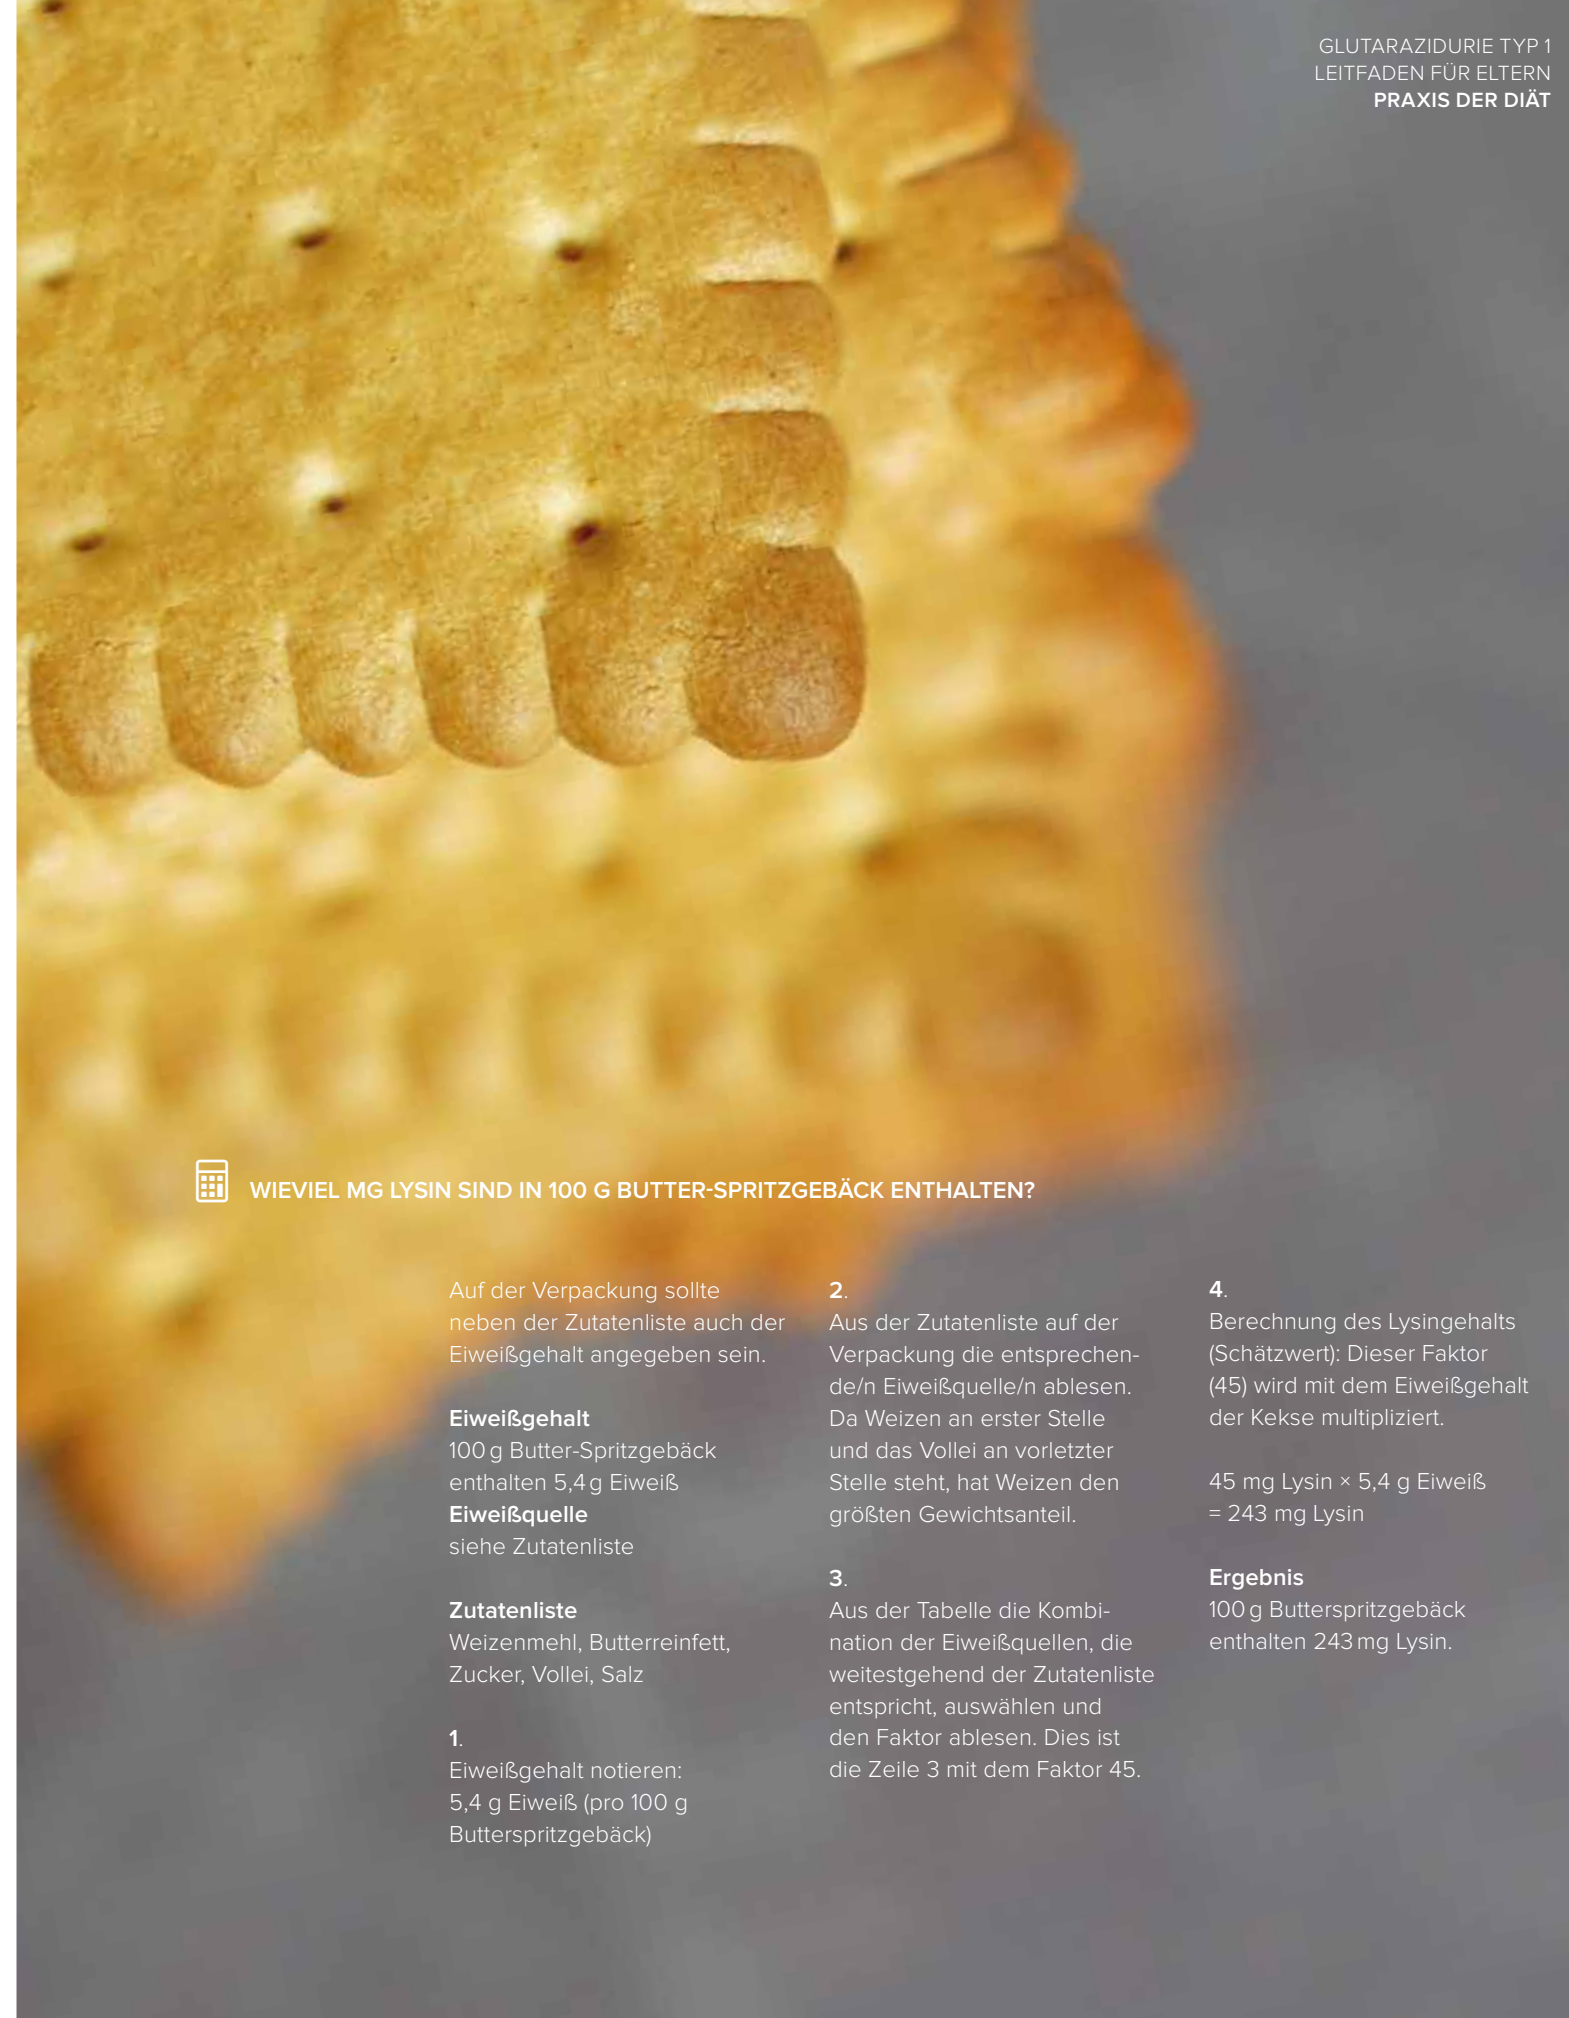 GLUTARAZIDURIE TYP 1
LEITFADEN FÜR ELTERN
PRAXIS DER DIÄT
WIEVIEL MG LYSIN SIND IN 100 G BUTTER-SPRITZGEBÄCK ENTHALTEN?
Auf der Verpackung sollte
neben der Zutatenliste auch der
Eiweißgehalt angegeben sein.
Eiweißgehalt
100 g Butter-Spritzgebäck
enthalten 5,4 g Eiweiß
Eiweißquelle
siehe Zutatenliste
Zutatenliste
Weizenmehl, Butterreinfett,
Zucker, Vollei, Salz
1.
Eiweißgehalt notieren:
5,4 g Eiweiß (pro 100 g
Butterspritzgebäck)
2.
Aus der Zutatenliste auf der
Verpackung die entsprechen-
de/n Eiweißquelle/n ablesen.
Da Weizen an erster Stelle
und das Vollei an vorletzter
Stelle steht, hat Weizen den
größten Gewichtsanteil.
3.
Aus der Tabelle die Kombi-
nation der Eiweißquellen, die
weitestgehend der Zutatenliste
entspricht, auswählen und
den Faktor ablesen. Dies ist
die Zeile 3 mit dem Faktor 45.
4.
Berechnung des Lysingehalts
(Schätzwert): Dieser Faktor
(45) wird mit dem Eiweißgehalt
der Kekse multipliziert.
45 mg Lysin × 5,4 g Eiweiß
= 243 mg Lysin
Ergebnis
100 g Butterspritzgebäck
enthalten 243 mg Lysin.